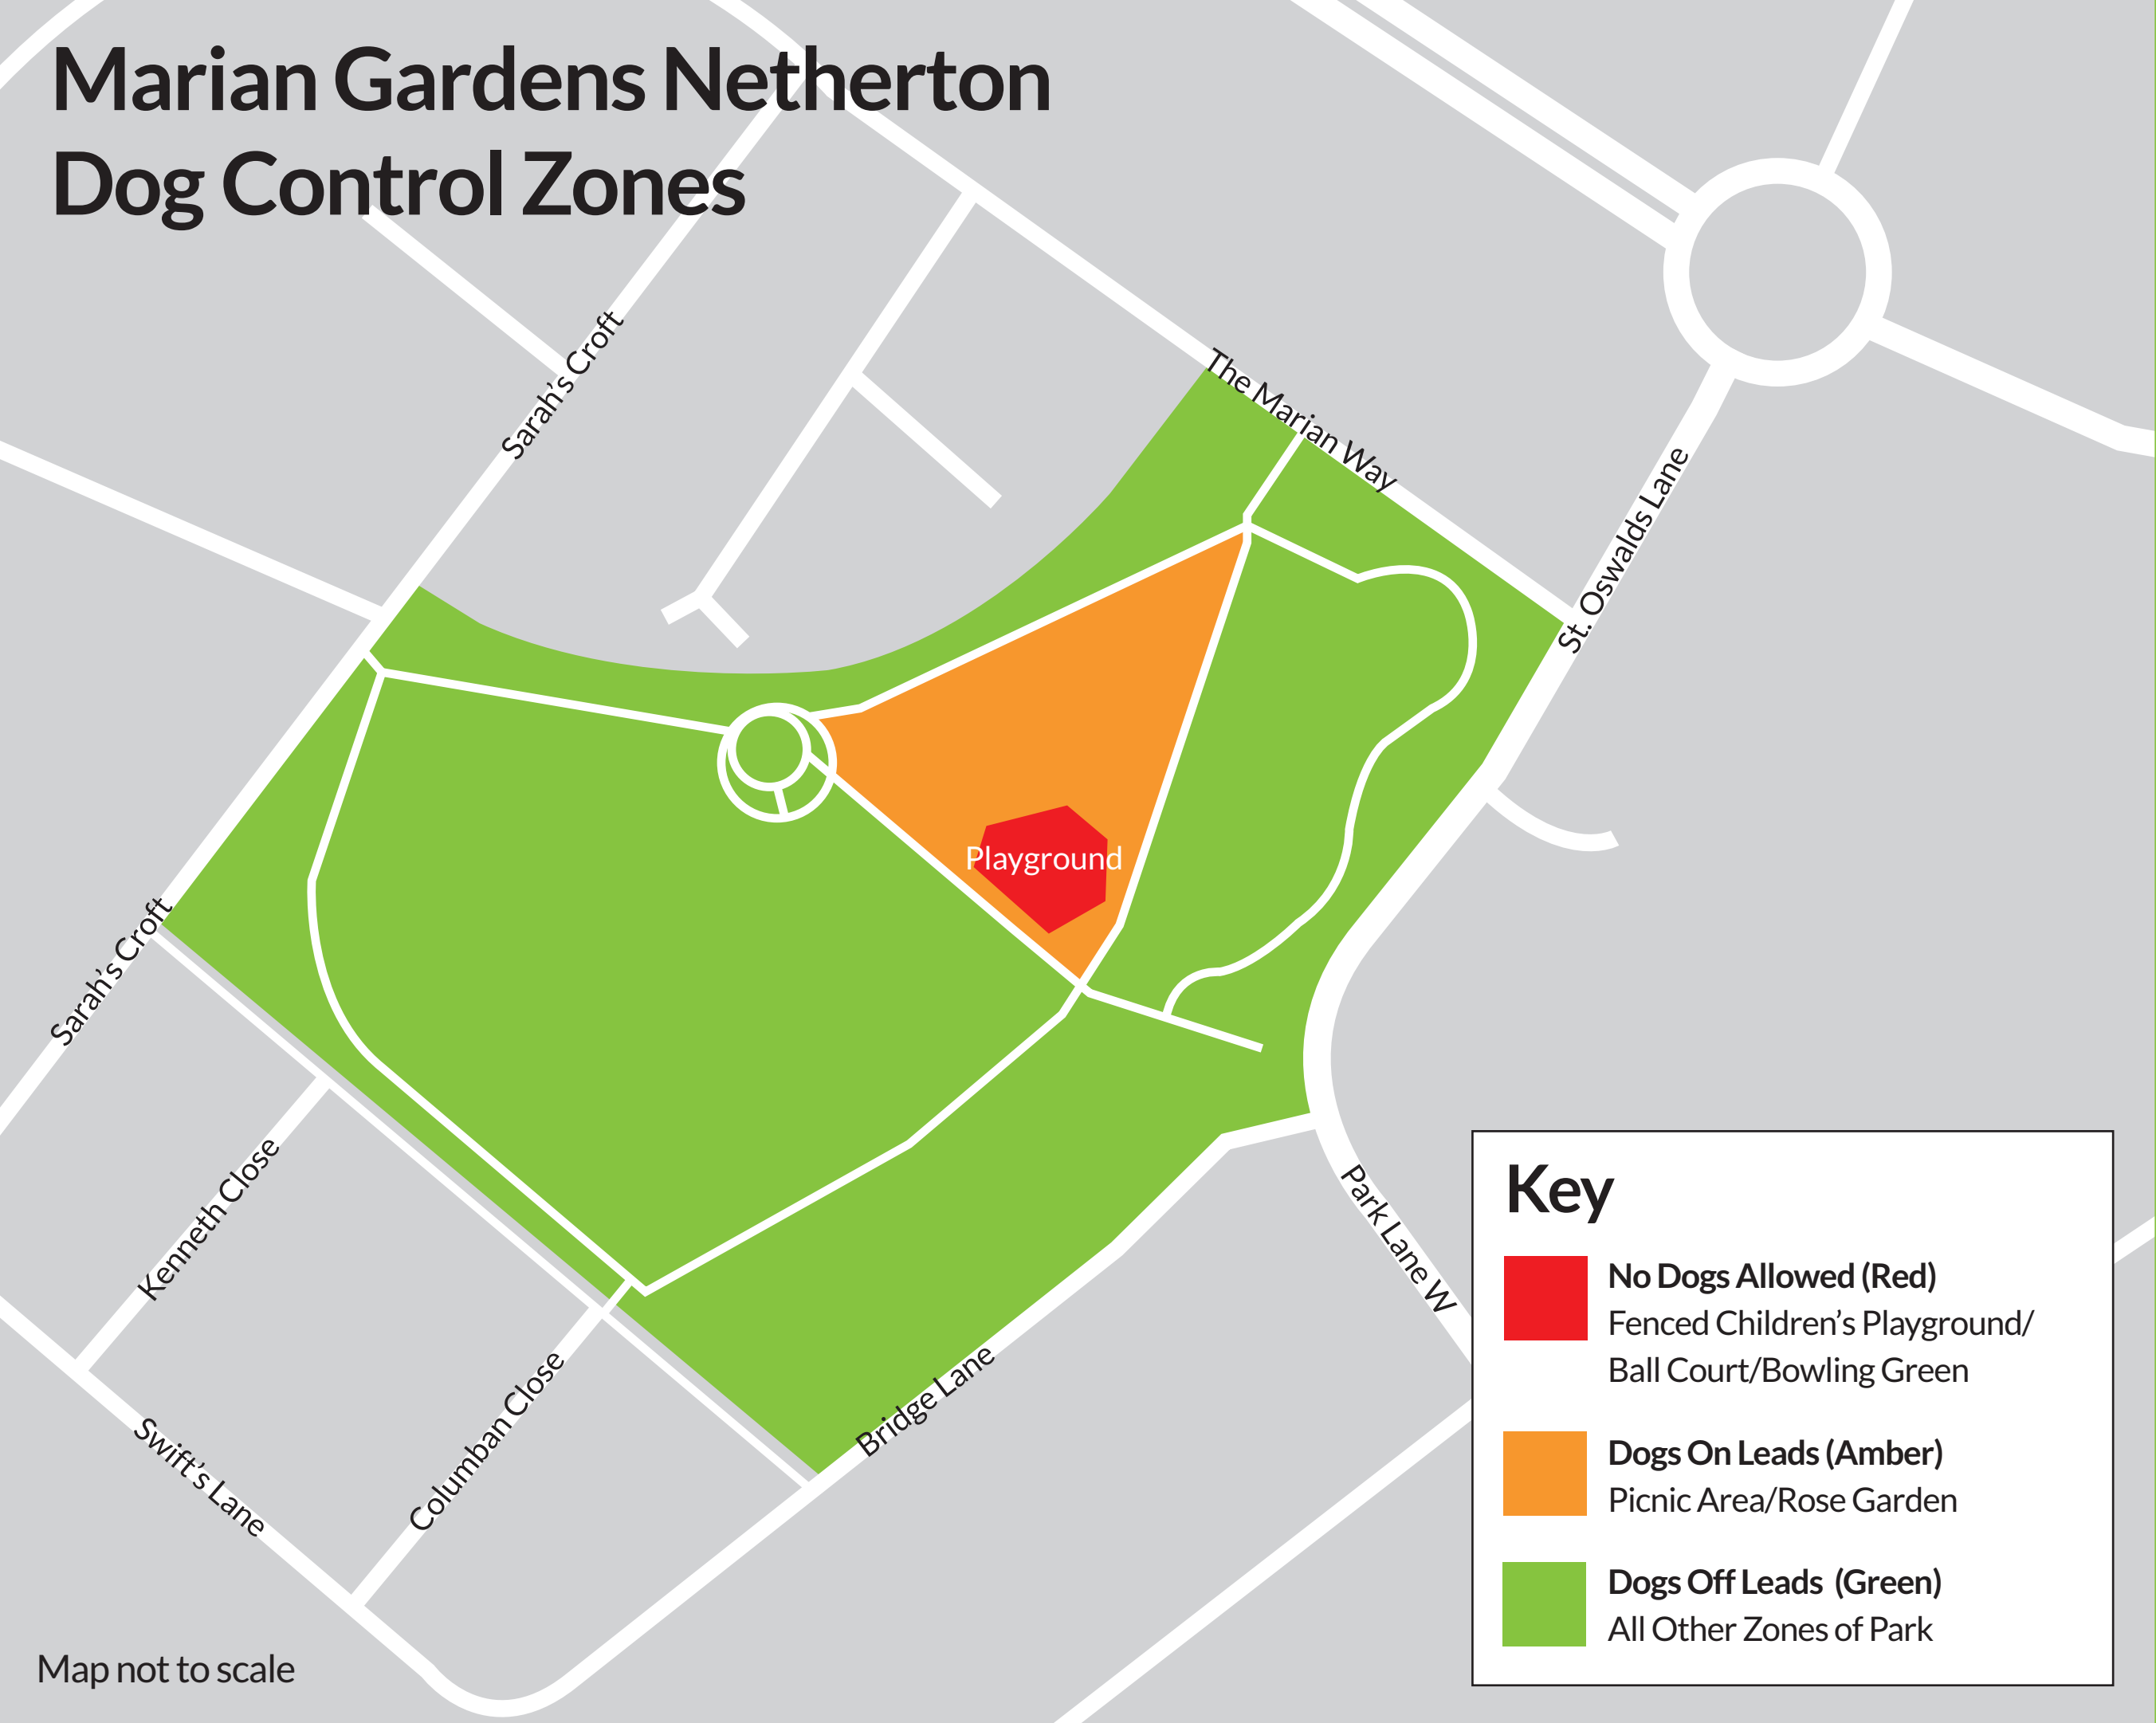 Marian Gardens Netherton
Dog Control Zones
Sarah's Croft
The Marian Way
St. Oswalds Lane
Playground
Sarah's Croft
Kenneth Close
Park Lane W
Columban Close
Bridge Lane
Swift's Lane
Map not to scale
Key
No Dogs Allowed (Red)
Fenced Children's Playground/
Ball Court/Bowling Green
Dogs On Leads (Amber)
Picnic Area/Rose Garden
Dogs Off Leads (Green)
All Other Zones of Park